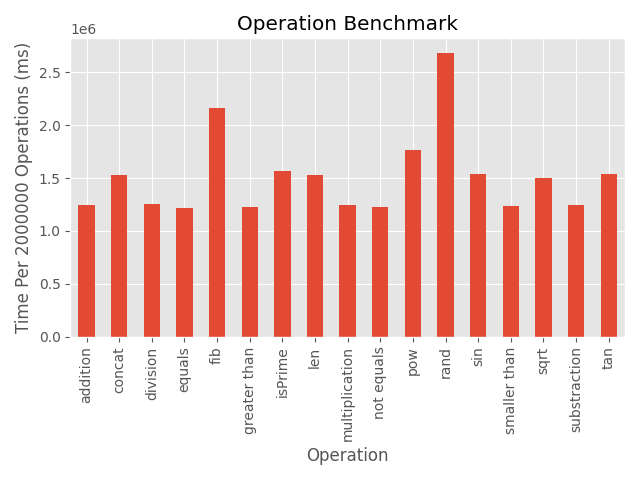 Operation Benchmark
1e6
Time Per 2000000 Operations (ms)
2.5
2.0
1.5
1.0
0.5
0.0
addition
concat
division
equals
fib
greater than
isPrime
len
multiplication
not equals
pow
rand
sin
smaller than
sqrt
substraction
tan
Operation